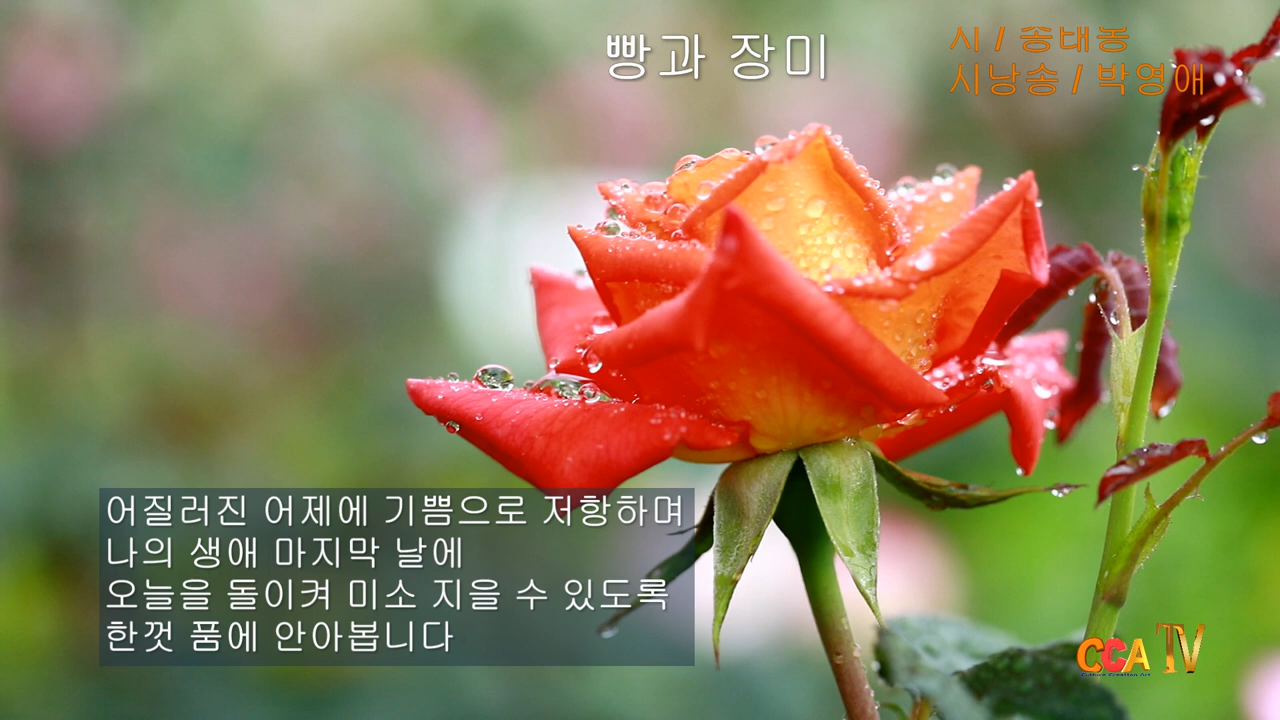 빵과 장미
시 / 송태봉
시낭송 / 박영애
어질러진 어제에 기쁨으로 저항하며
나의 생애 마지막 날에
오늘을 돌이켜 미소 지을 수 있도록
한껏 품에 안아봅니다
CCA TV
Culture Creation Art